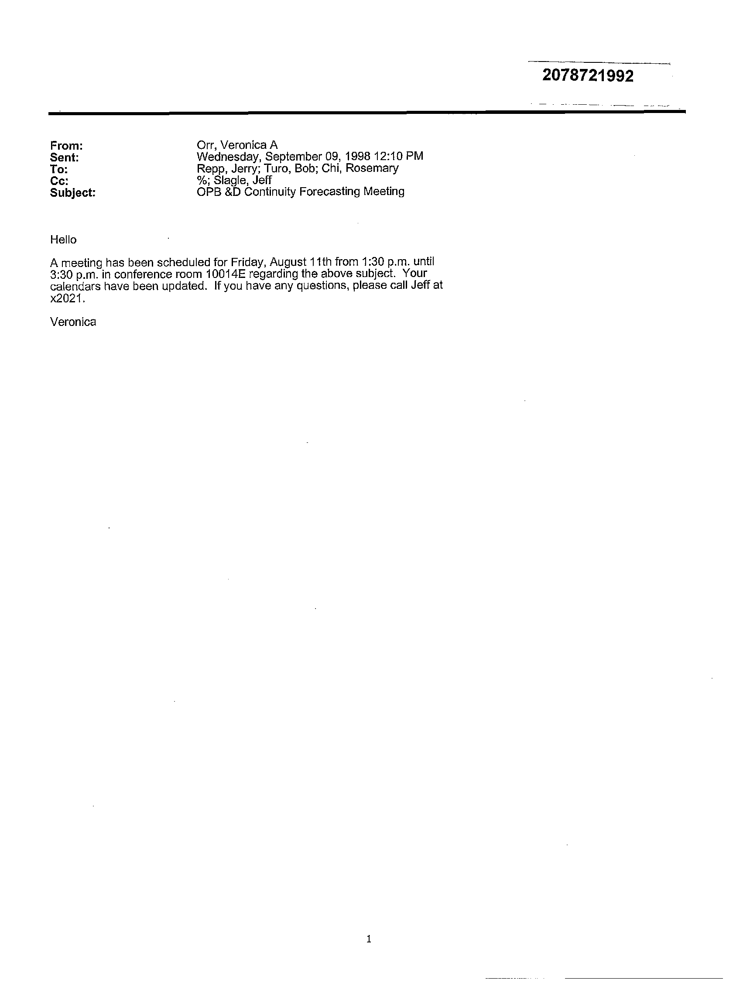 2078721992
From: Orr, Veronica A
Sent: Wednesday, September 09, 1998 12:10 PM
To: Repp, Jerry; Turo, Bob; Chi, Rosemary
Cc: %; Slagle, Jeff
Subject: OPB &D Continuity Forecasting Meeting
Hello
A meeting has been scheduled for Friday, August 11th from 1:30 p.m. until
3:30 p.m. in conference room 10014E regarding the above subject. Your
calendars have been updated. If you have any questions, please call Jeff at
x2021.
Veronica
1